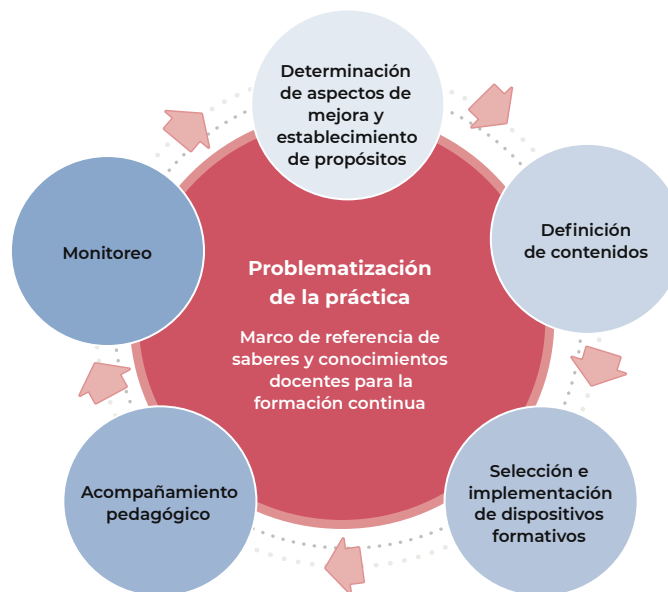 Determinación
de aspectos de
mejora y
establecimiento
de propósitos
Definición
de contenidos
Selección e
implementación
de dispositivos
formativos
Acompañamiento
pedagógico
Monitoreo
Problematización
de la práctica
Marco de referencia de
saberes y conocimientos
docentes para la
formación continua